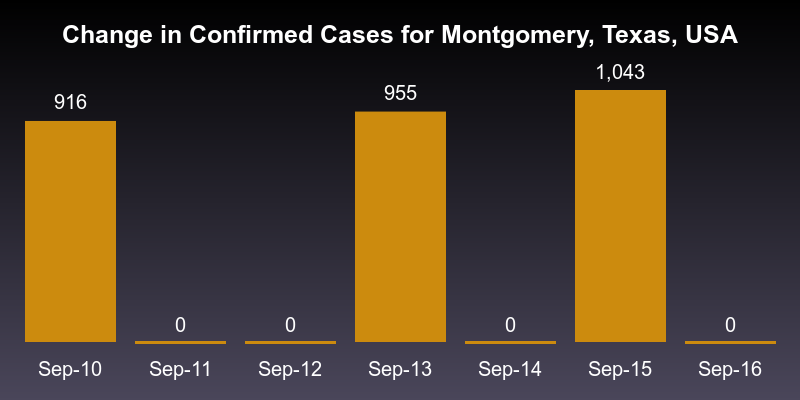 Change in Confirmed Cases for Montgomery, Texas, USA
916 0 0 955 0 1,043 0
Sep-10 Sep-11 Sep-12 Sep-13 Sep-14 Sep-15 Sep-16